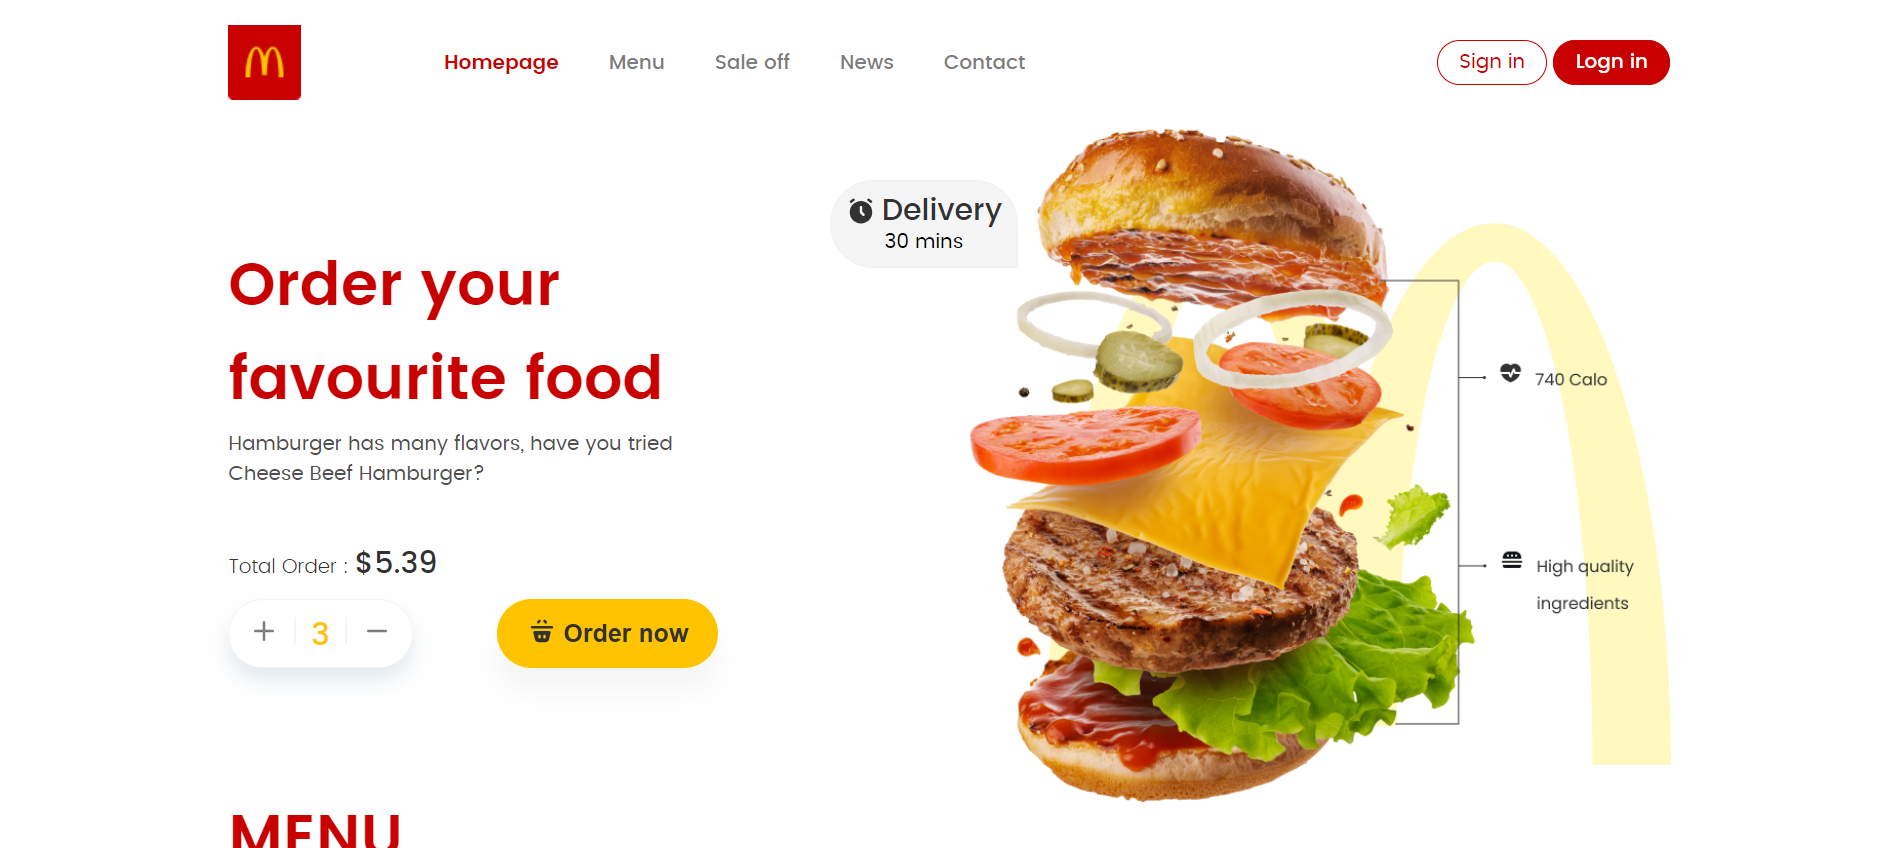 Homepage
Menu
Sale off
News
Contact
Sign in
Logn in
Delivery
30 mins
Order your
favourite food
Hamburger has many flavors, have you tried
Cheese Beef Hamburger?
Total Order : $5.39
+ 3 −
Order now
740 Calo
High quality
ingredients
MENU